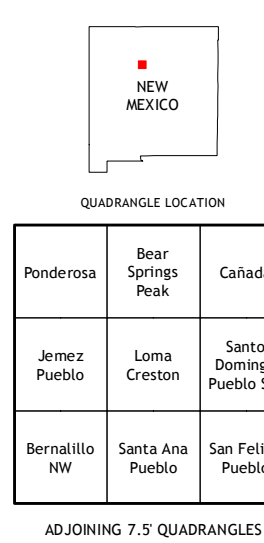 NEW
MEXICO
QUADRANGLE LOCATION
Ponderosa
Bear
Springs
Peak
Cañad
Jemez
Pueblo
Loma
Creston
Santo
Doming
Pueblo S
Bernalillo
NW
Santa Ana
Pueblo
San Feli
Pueblo
ADJOINING 7.5' QUADRANGLES